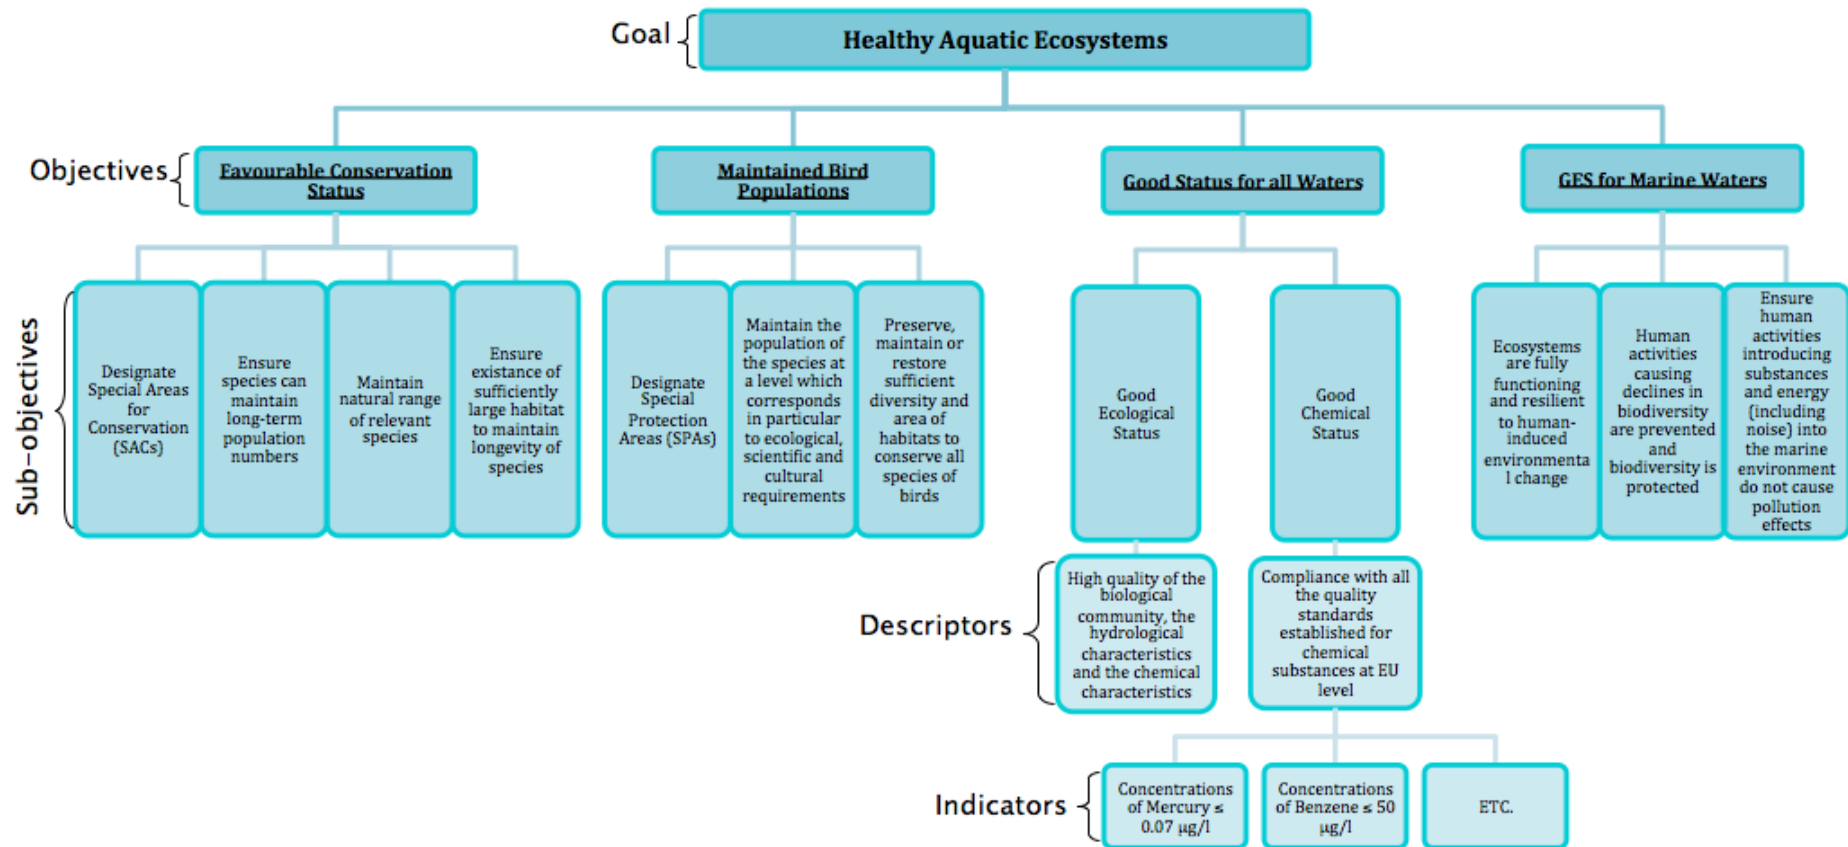 Goal
Healthy Aquatic Ecosystems
Objectives
Favourable Conservation
Status
Maintained Bird
Populations
Good Status for all Waters
GES for Marine Waters
Sub-objectives
Designate
Special Areas
for
Conservation
(SACs)
Ensure
species can
maintain
long-term
population
numbers
Maintain
natural range
of relevant
species
Ensure
existance of
sufficiently
large habitat
to maintain
longevity of
species
Designate
Special
Protection
Areas (SPAs)
Maintain the
population of
the species at
a level which
corresponds
in particular
to ecological,
scientific and
cultural
requirements
Preserve,
maintain or
restore
sufficient
diversity and
area of
habitats to
conserve all
species of
birds
Good
Ecological
Status
Good
Chemical
Status
Ecosystems
are fully
functioning
and resilient
to human-
induced
environmenta
l change
Human
activities
causing
declines in
biodiversity
are prevented
and
biodiversity is
protected
Ensure
human
activities
introducing
substances
and energy
(including
noise) into
the marine
environment
do not cause
pollution
effects
Descriptors
High quality of the
biological
community, the
hydrological
characteristics
and the chemical
characteristics
Compliance with all
the quality
standards
established for
chemical
substances at EU
level
Indicators
Concentrations
of Mercury ≤
0.07 µg/l
Concentrations
of Benzene ≤ 50
µg/l
ETC.